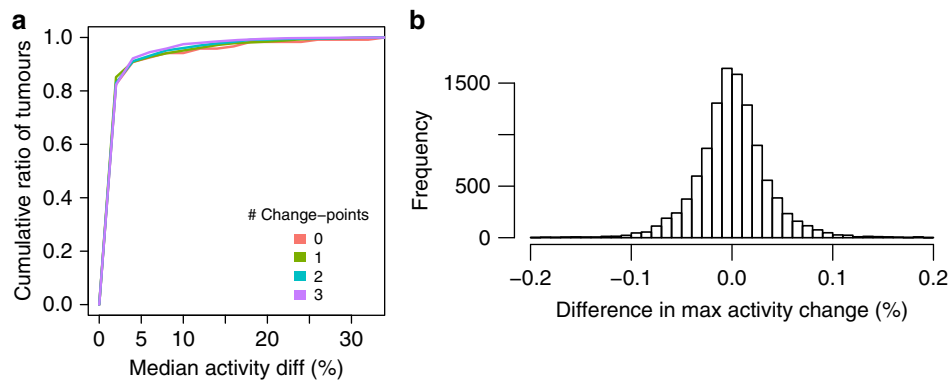 a
Cumulative ratio of tumours
1.0
0.8
0.6
0.4
0.2
0.0
# Change–points
0
1
2
3
0 5 10 20 30
Median activity diff (%)
b
Frequency
1500
500
0
−0.2 −0.1 0.0 0.1 0.2
Difference in max activity change (%)